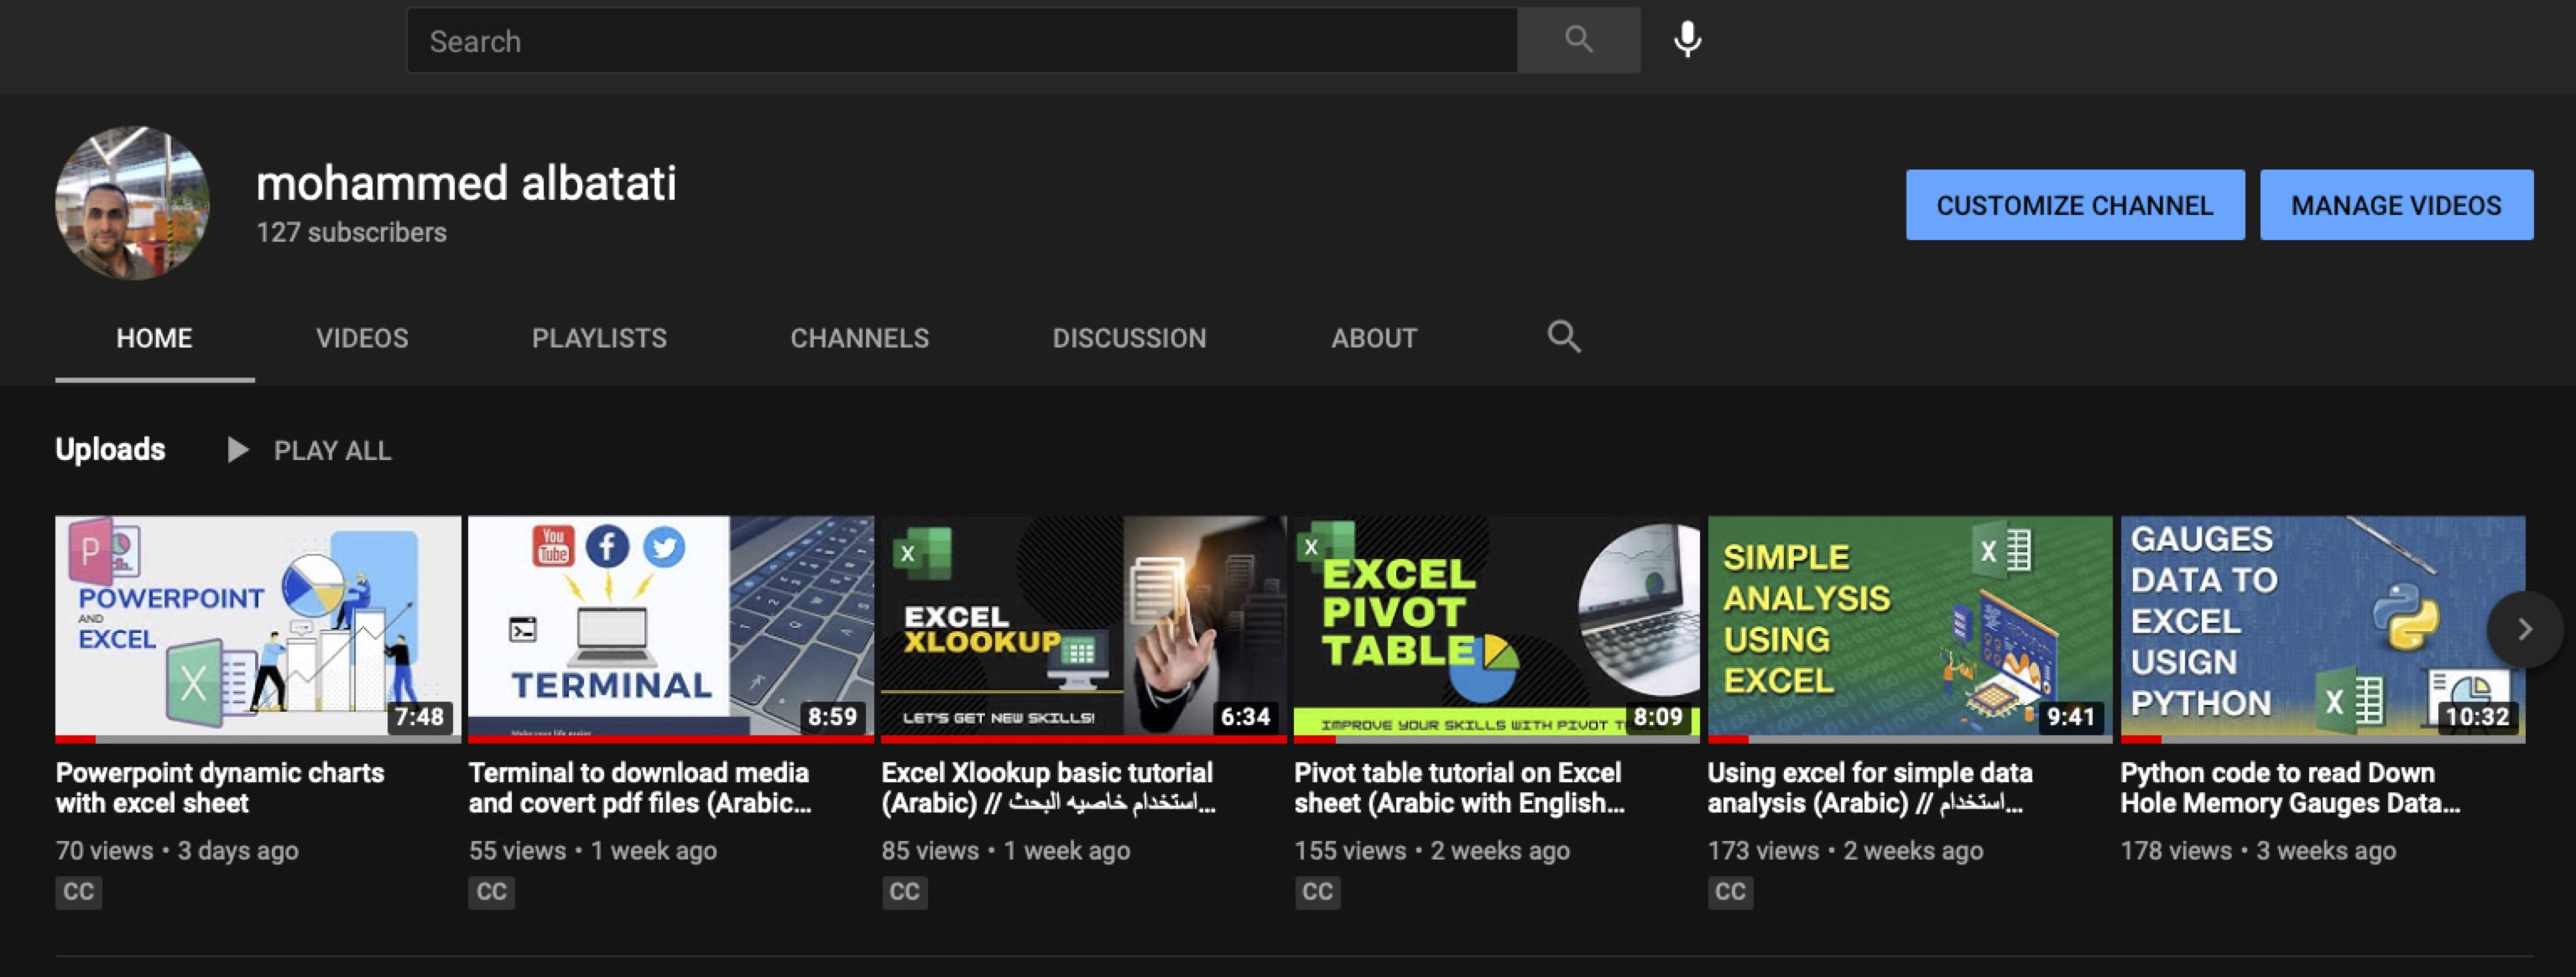 Search
mohammed albatati
127 subscribers
CUSTOMIZE CHANNEL
MANAGE VIDEOS
HOME
VIDEOS
PLAYLISTS
CHANNELS
DISCUSSION
ABOUT
Uploads
PLAY ALL
P
POWERPOINT
AND
EXCEL
X
7:48
Powerpoint dynamic charts
with excel sheet
70 views • 3 days ago
CC
You
Tube
TERMINAL
Make your life easier
8:59
Terminal to download media
and covert pdf files (Arabic...
55 views • 1 week ago
CC
X
EXCEL
XLOOKUP
LET'S GET NEW SKILLS!
6:34
Excel Xlookup basic tutorial
(Arabic) // استخدام خاصيه البحث...
85 views • 1 week ago
CC
X
EXCEL
PIVOT
TABLE
IMPROVE YOUR SKILLS WITH PIVOT
8:09
Pivot table tutorial on Excel
sheet (Arabic with English...
155 views • 2 weeks ago
CC
X
SIMPLE
ANALYSIS
USING
EXCEL
9:41
Using excel for simple data
analysis (Arabic) // استخدام...
173 views • 2 weeks ago
CC
GAUGES
DATA TO
EXCEL
USIGN
PYTHON
X
10:32
Python code to read Down
Hole Memory Gauges Data...
178 views • 3 weeks ago